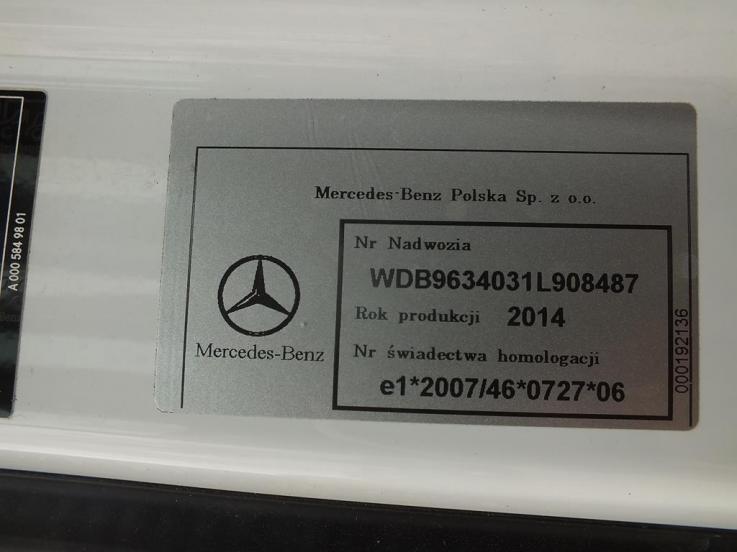 Mercedes-Benz Polska Sp. z o.o.
Nr Nadwozia
WDB9634031L908487
Rok produkcji 2014
Nr świadectwa homologacji
e1*2007/46*0727*06
Mercedes-Benz
000192136
A 000 584 98 01